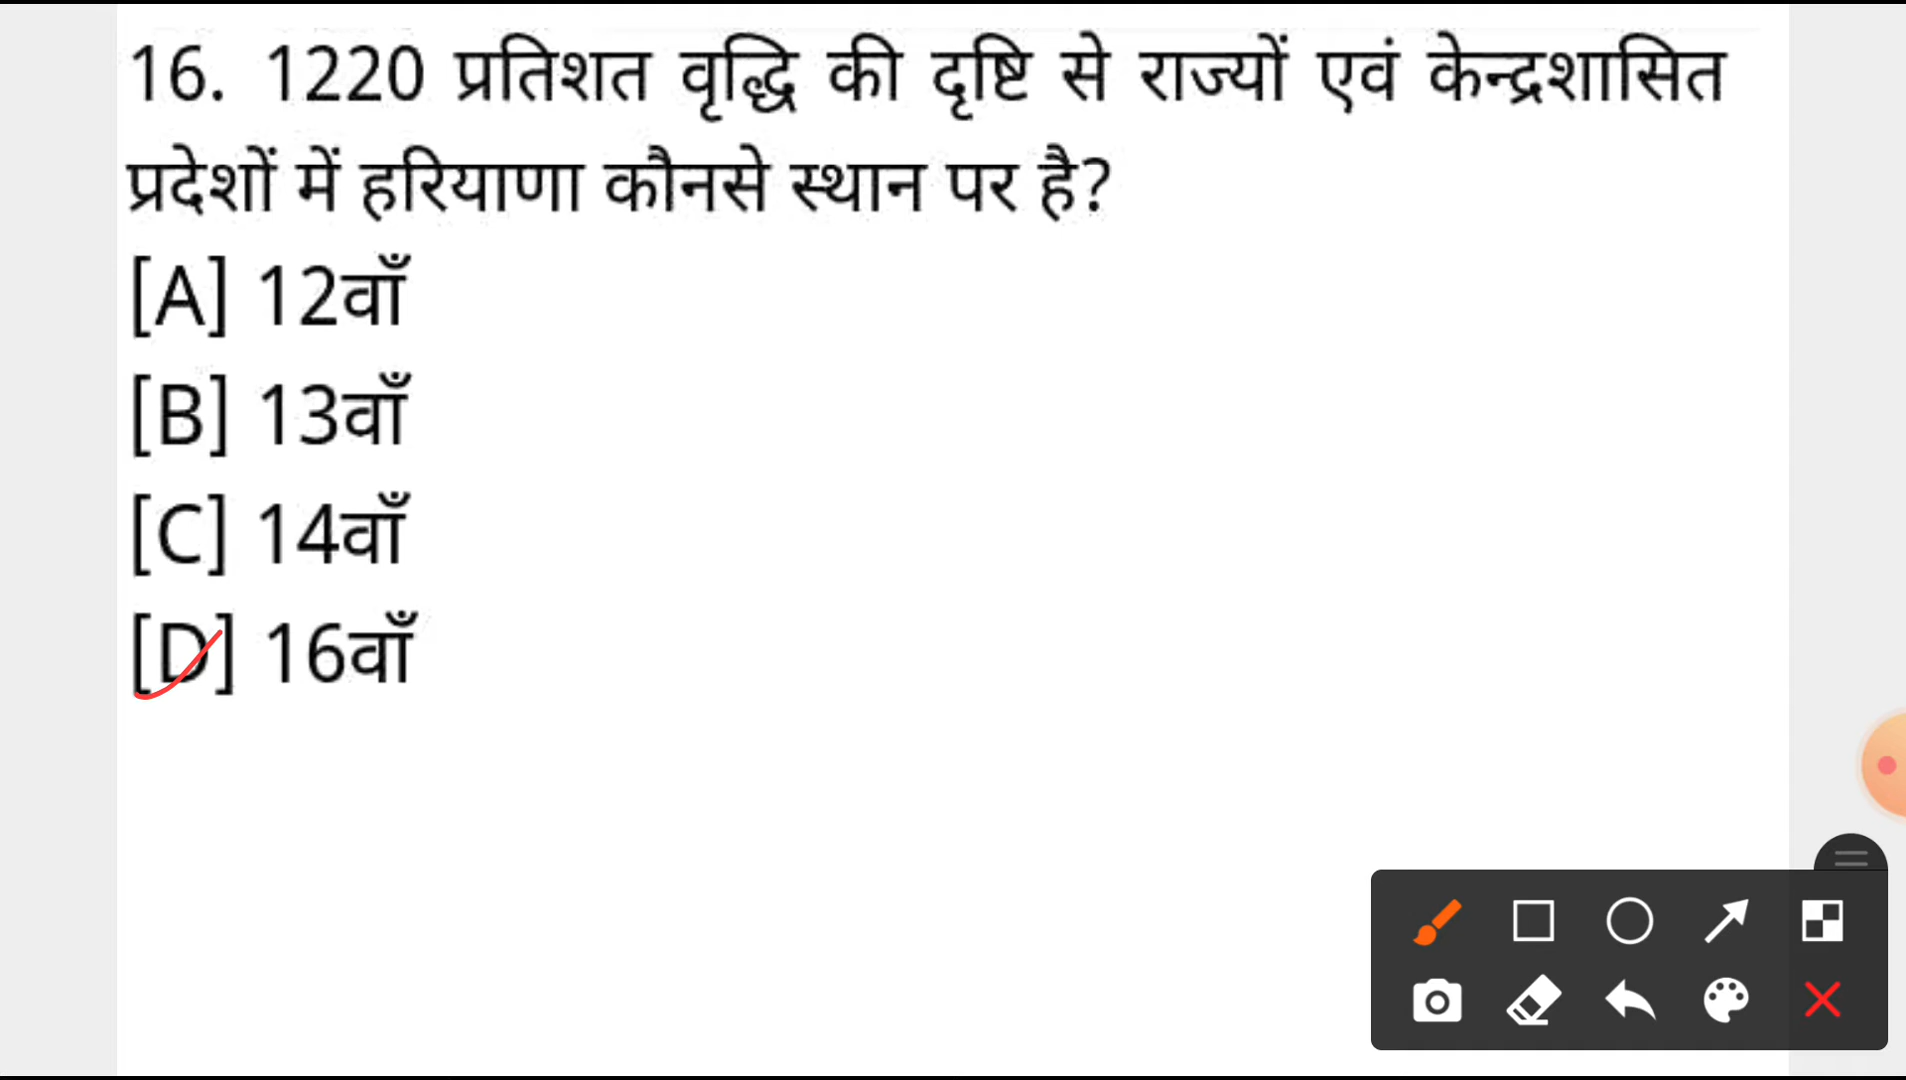 16. 1220 प्रतिशत वृद्धि की दृष्टि से राज्यों एवं केन्द्रशासित
प्रदेशों में हरियाणा कौनसे स्थान पर है?
[A] 12वाँ
[B] 13वाँ
[C] 14वाँ
[D] 16वाँ